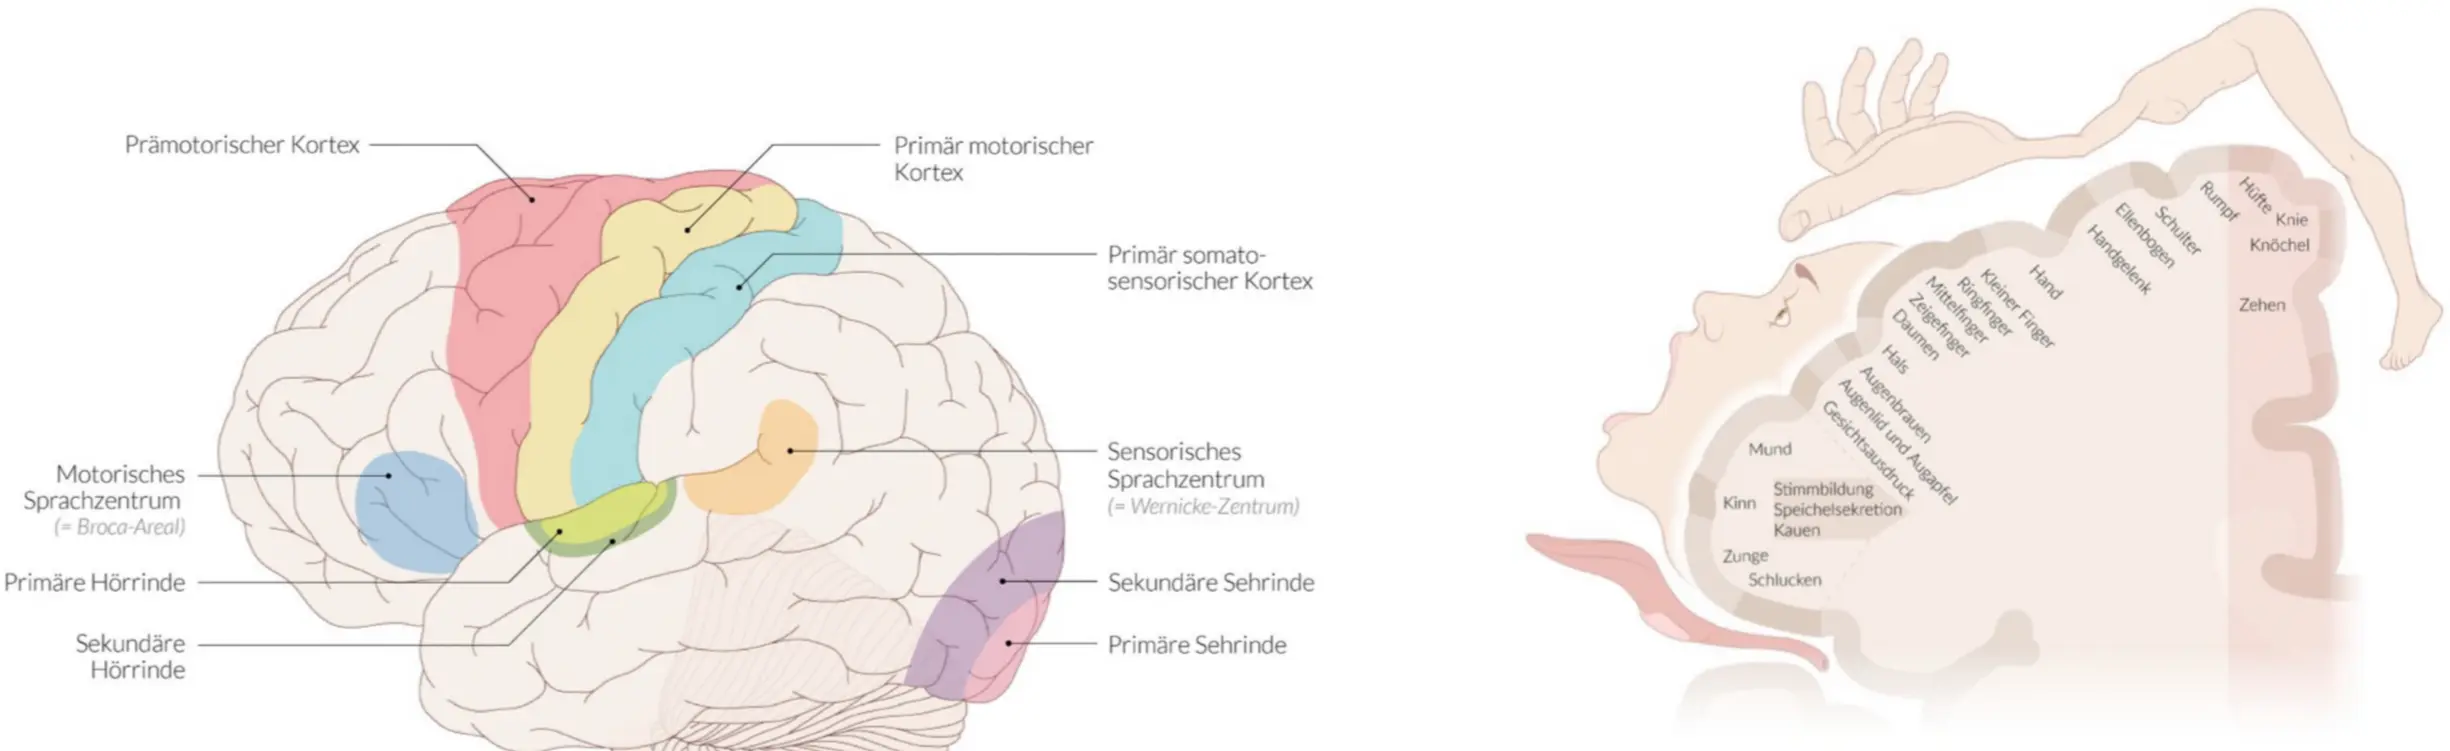 Prämotorischer Kortex
Primär motorischer
Kortex
Primär somato-
sensorischer Kortex
Motorisches
Sprachzentrum
(= Broca-Areal)
Sensorisches
Sprachzentrum
(= Wernicke-Zentrum)
Primäre Hörrinde
Sekundäre Sehrinde
Sekundäre
Hörrinde
Primäre Sehrinde
Zehen
Knöchel
Knie
Hüfte
Rumpf
Schulter
Ellenbogen
Handgelenk
Hand
Kleiner Finger
Ringfinger
Mittelfinger
Zeigefinger
Daumen
Hals
Augenbrauen
Augenlid und Augapfel
Gesichtsausdruck
Mund
Kinn
Stimmbildung
Speichelsekretion
Kauen
Zunge
Schlucken